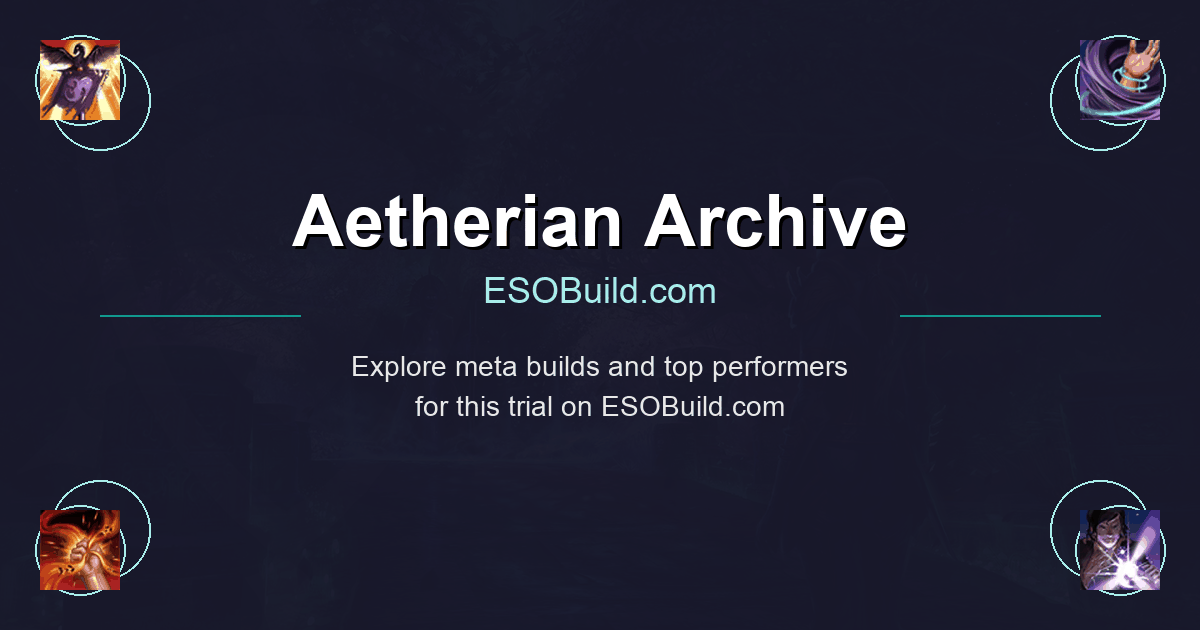 Aetherian Archive
ESOBuild.com
Explore meta builds and top performers
for this trial on ESOBuild.com